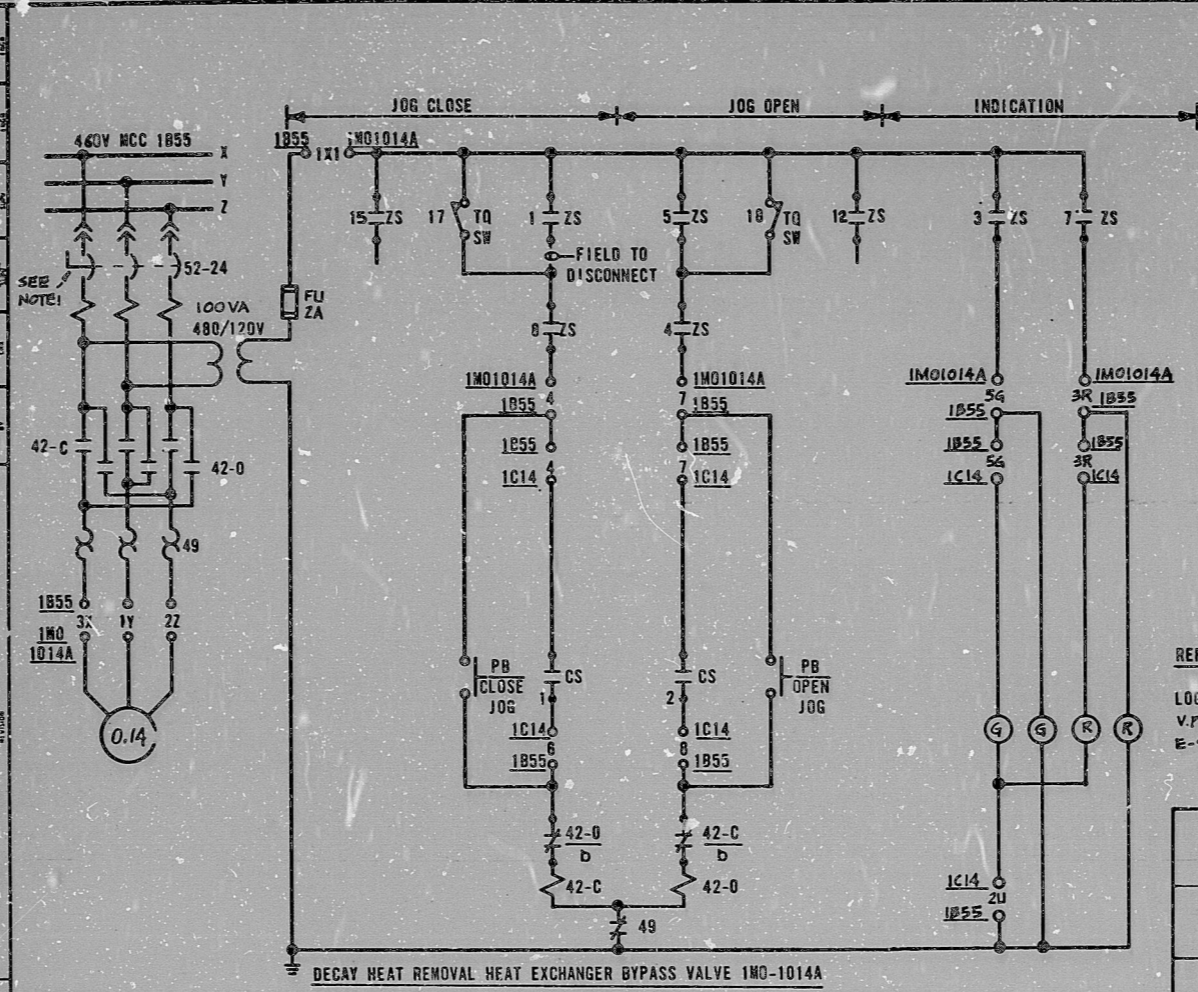 JOG CLOSE
JOG OPEN
INDICATION
460V MCC 1B55
X
Y
Z
1B55
1X1
1MO1014A
15
ZS
17
TQ
SW
1
ZS
5
ZS
18
TQ
SW
12
ZS
3
ZS
7
ZS
FIELD TO
DISCONNECT
52-24
SEE
NOTE1
100VA
480/120V
FU
2A
8
ZS
4
ZS
1MO1014A
4
1B55
1B55
4
1C14
1MO1014A
7
1B55
1B55
7
1C14
1MO1014A
5G
1B55
1B55
5G
1C14
1MO1014A
3R
1B55
1B55
3R
1C14
42-C
42-O
49
1B55
3X
1Y
2Z
1MO
1014A
0.14
PB
CLOSE
JOG
CS
1
CS
2
PB
OPEN
JOG
1C14
6
1B55
1C14
8
1B55
G
G
R
R
42-O
b
42-C
b
42-C
42-O
49
1C14
2U
1B55
DECAY HEAT REMOVAL HEAT EXCHANGER BYPASS VALVE 1MO-1014A
REVISION